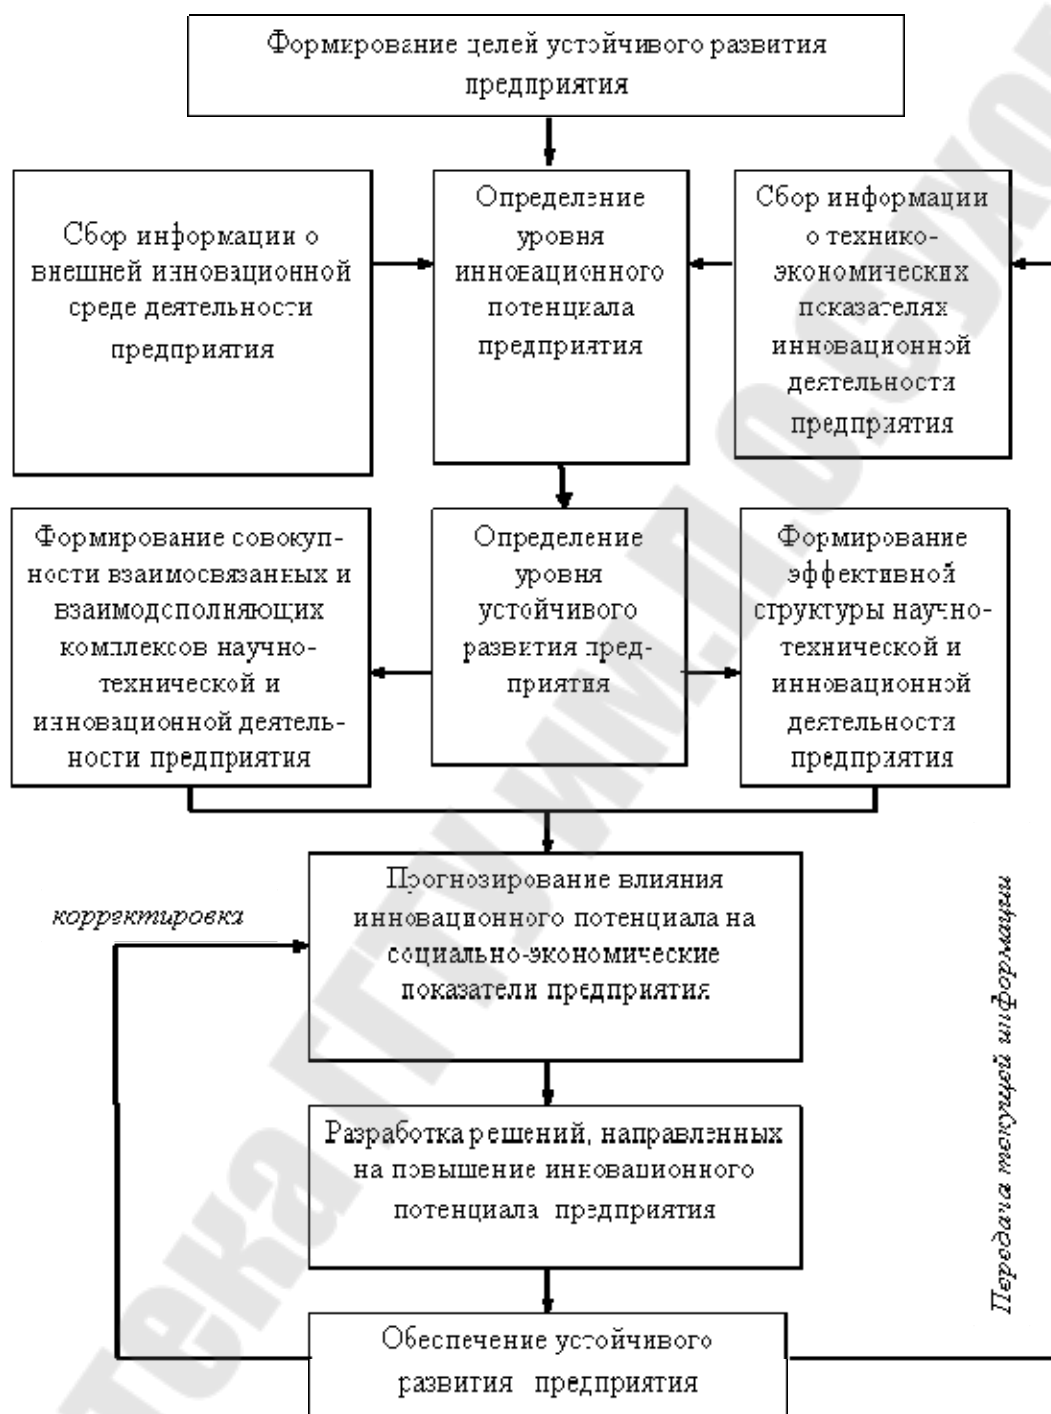 Формирование целей устойчивого развития
предприятия
Сбор информации о
внешней инновационной
среде деятельности
предприятия
Определение
уровня
инновационного
потенциала
предприятия
Сбор информации
о технико-
экономических
показателях
инновационной
деятельности
предприятия
Формирование совокуп-
ности взаимосвязанных и
взаимодополняющих
комплексов научно-
технической и
инновационной деятель-
ности предприятия
Определение
уровня
устойчивого
развития пред-
приятия
Формирование
эффективной
структуры научно-
технической и
инновационной
деятельности
предприятия
Прогнозирование влияния
инновационного потенциала на
социально-экономические
показатели предприятия
корректировка
Передача текущей информации
Разработка решений, направленных
на повышение инновационного
потенциала предприятия
Обеспечение устойчивого
развития предприятия
тека ГГТУ им.П.О.Сухо